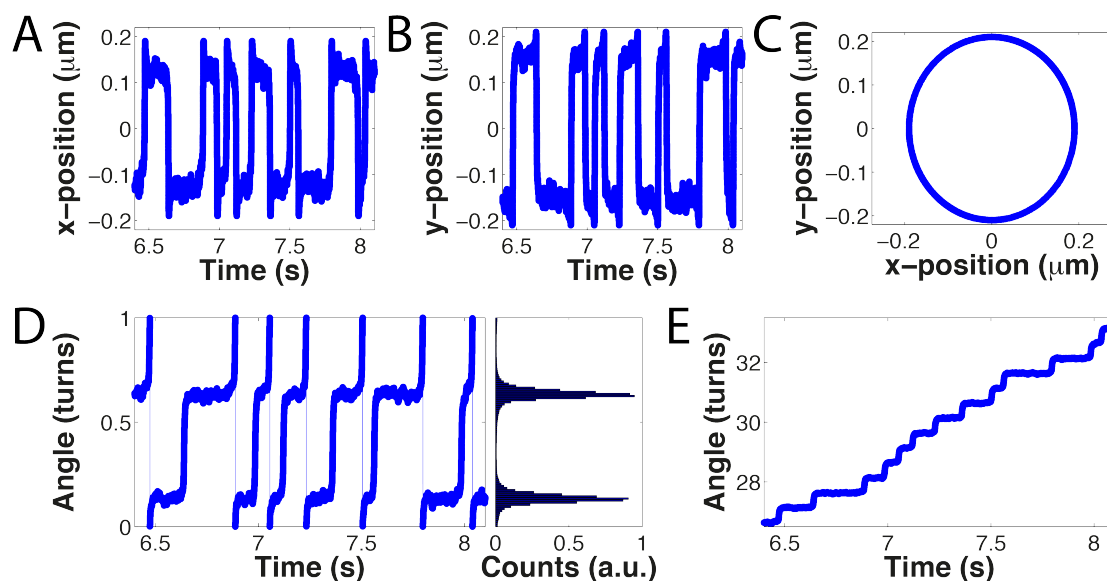 A
x-position (μm)
0.2
0.1
0
−0.1
−0.2
6.5
7
7.5
8
Time (s)
B
y-position (μm)
0.2
0.1
0
−0.1
−0.2
6.5
7
7.5
8
Time (s)
C
y-position (μm)
0.2
0.1
0
−0.1
−0.2
−0.2
0
0.2
x-position (μm)
D
Angle (turns)
1
0.5
0
6.5
7
7.5
8
Time (s)
0
0.5
1
Counts (a.u.)
E
Angle (turns)
32
30
28
6.5
7
7.5
8
Time (s)